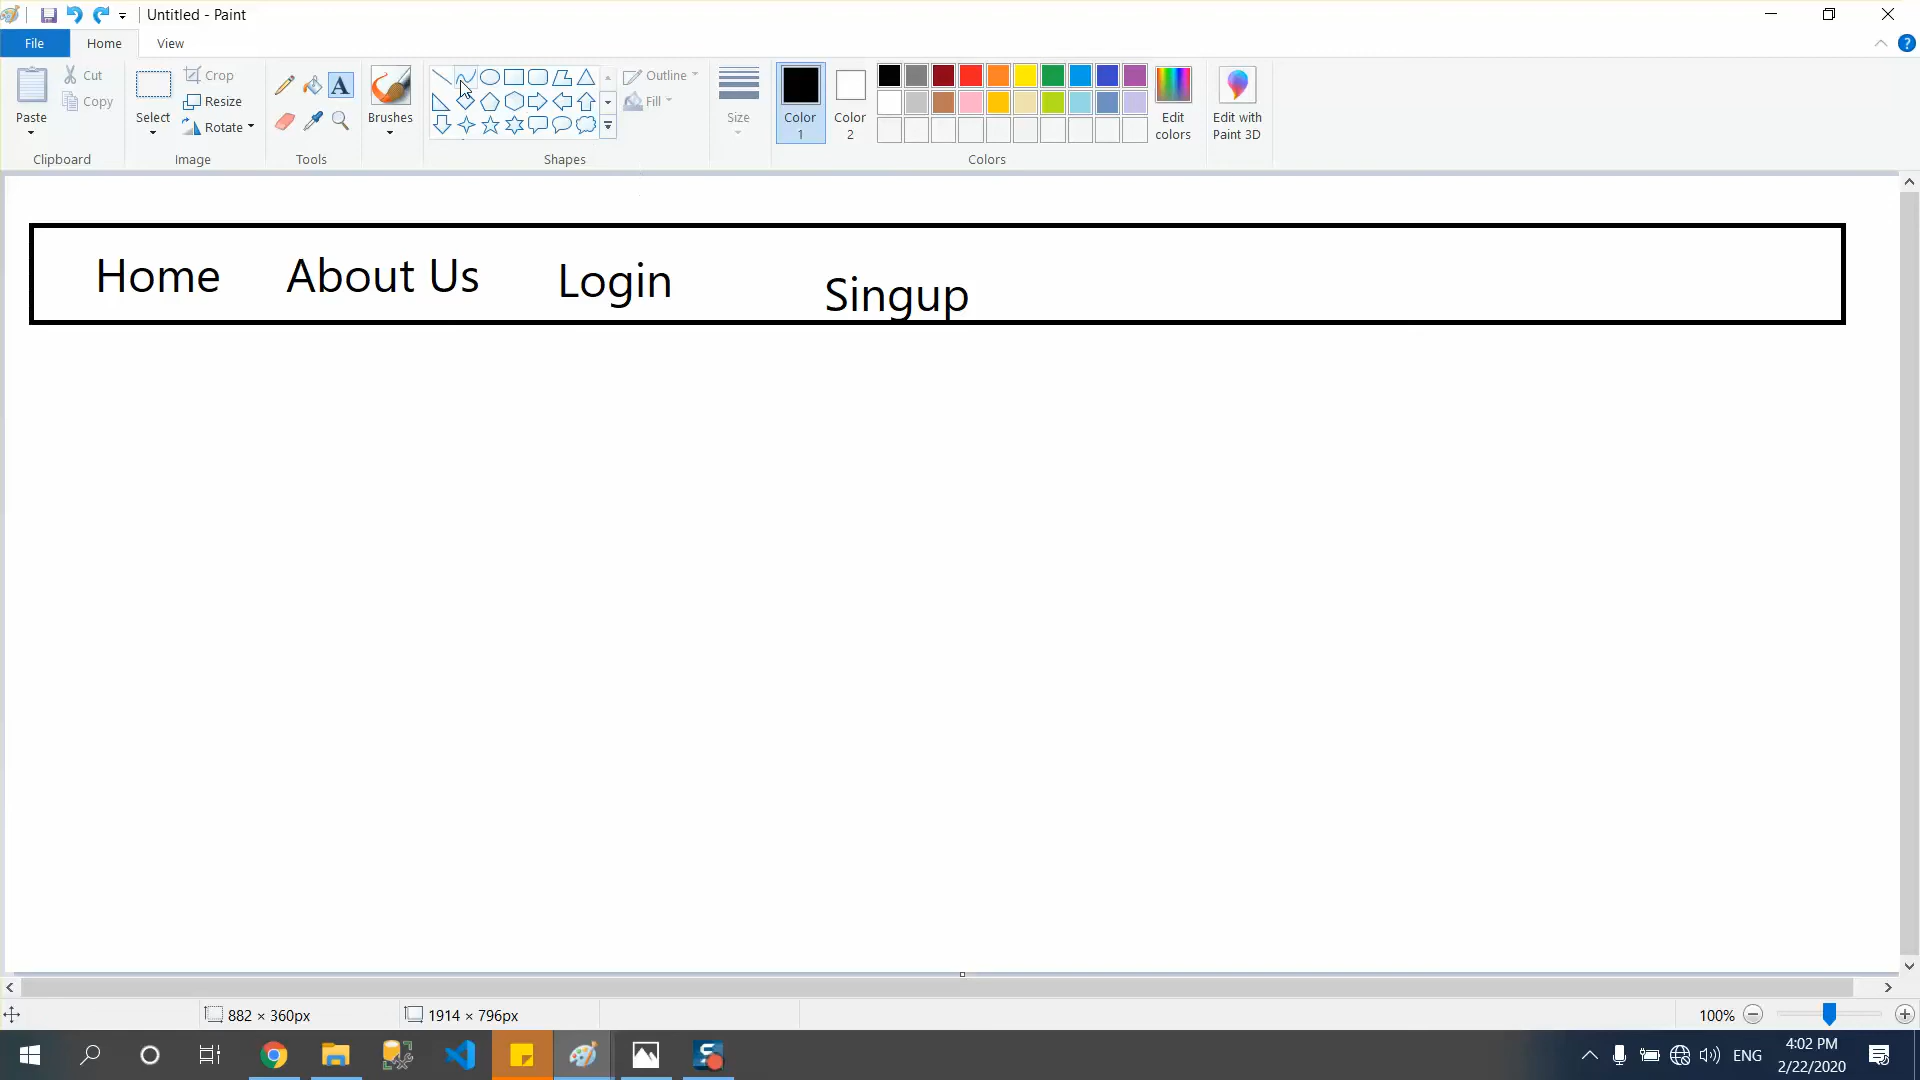 Untitled - Paint
File Home View
Paste Cut Copy Clipboard
Select Crop Resize Rotate Image
Tools
Brushes
Outline Fill Shapes
Size
Color 1 Color 2 Edit colors Colors
Edit with Paint 3D
Home About Us Login Singup
882 × 360px 1914 × 796px 100%
ENG 4:02 PM
2/22/2020